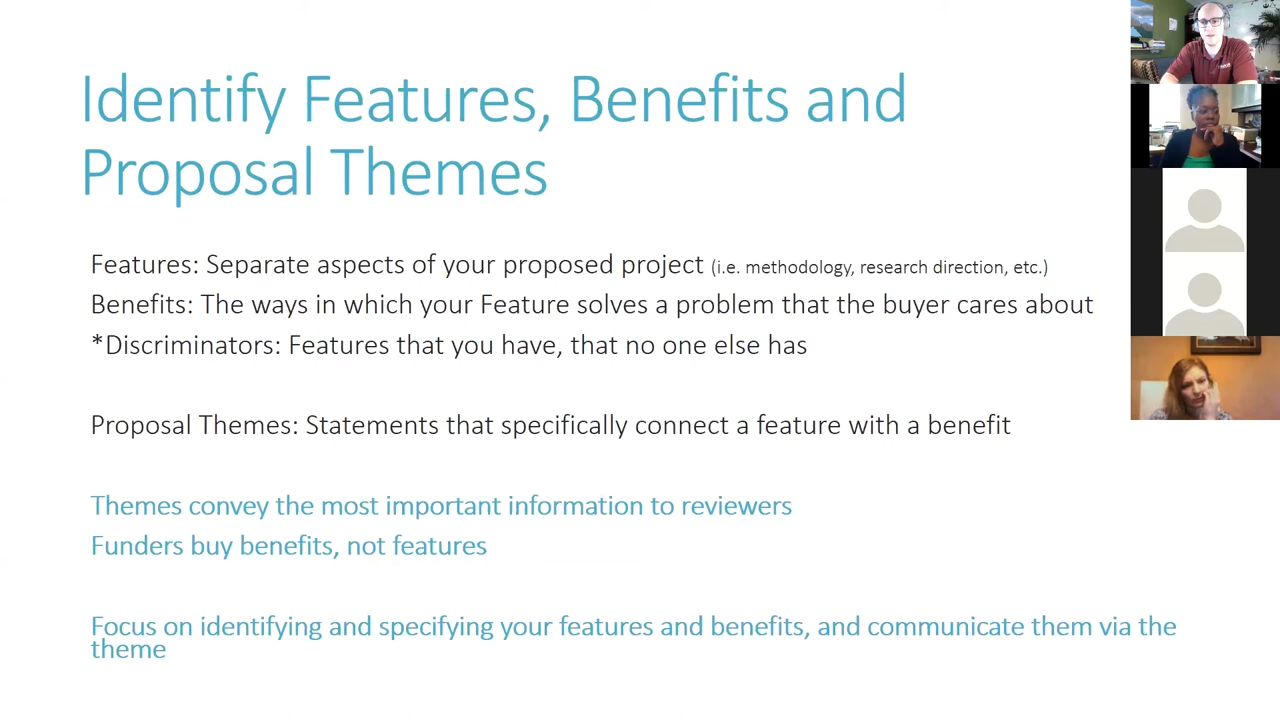 Identify Features, Benefits and
Proposal Themes
Features: Separate aspects of your proposed project (i.e. methodology, research direction, etc.)
Benefits: The ways in which your Feature solves a problem that the buyer cares about
*Discriminators: Features that you have, that no one else has
Proposal Themes: Statements that specifically connect a feature with a benefit
Themes convey the most important information to reviewers
Funders buy benefits, not features
Focus on identifying and specifying your features and benefits, and communicate them via the
theme